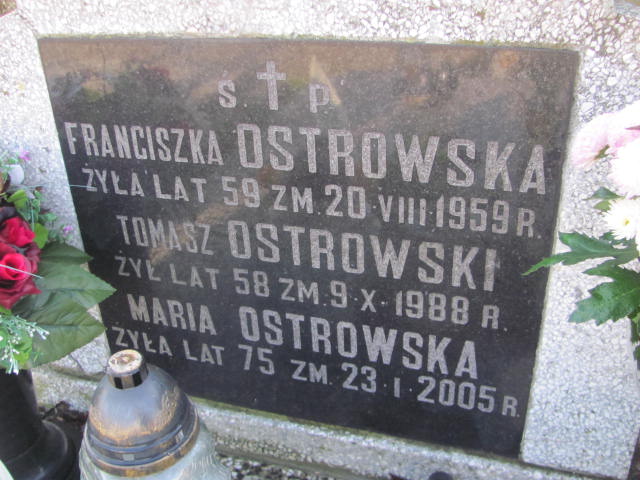 Ś. † P
FRANCISZKA OSTROWSKA
ŻYŁA LAT 59 ZM. 20 VIII.1959 R.
TOMASZ OSTROWSKI
ŻYŁ LAT 58 ZM. 9 · X · 1988 R.
MARIA OSTROWSKA
ŻYŁA LAT 75 ZM. 23 · I · 2005 R.